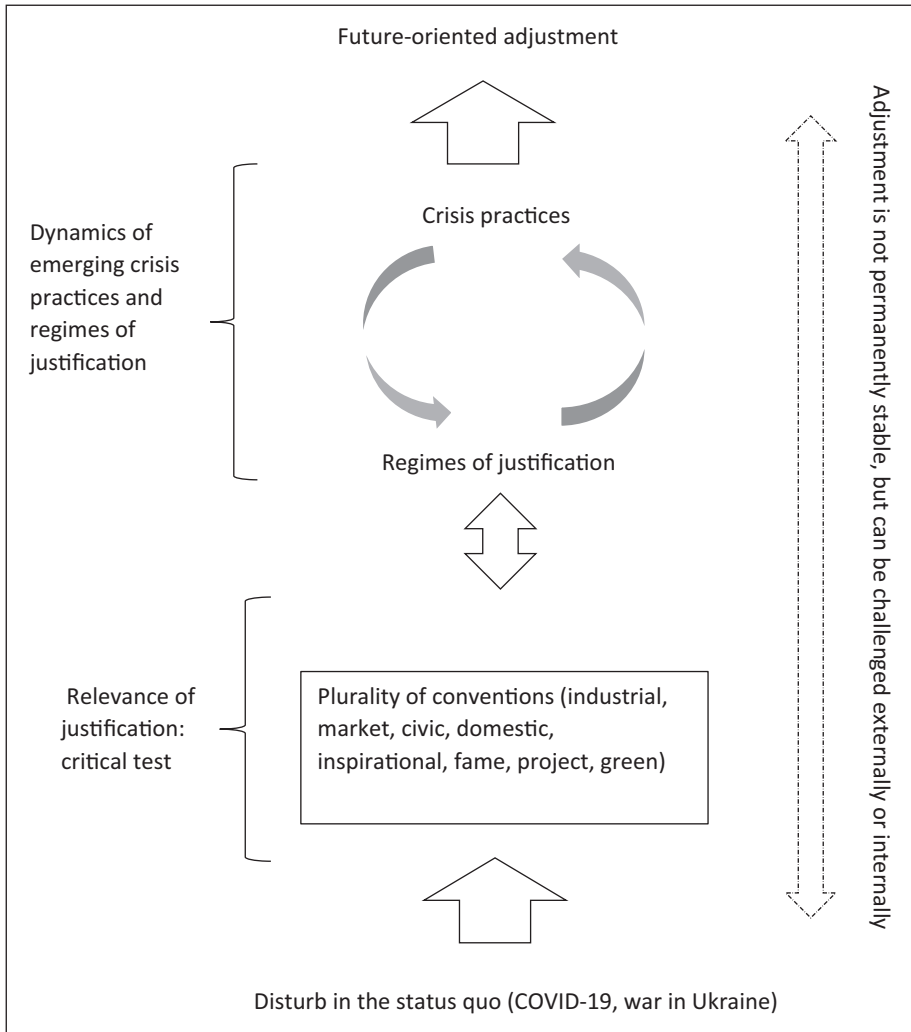 Future-oriented adjustment
Crisis practices
Dynamics of
emerging crisis
practices and
regimes of
justification
Regimes of justification
Relevance of
justification:
critical test
Plurality of conventions (industrial,
market, civic, domestic,
inspirational, fame, project, green)
Disturb in the status quo (COVID-19, war in Ukraine)
Adjustment is not permanently stable, but can be challenged externally or internally